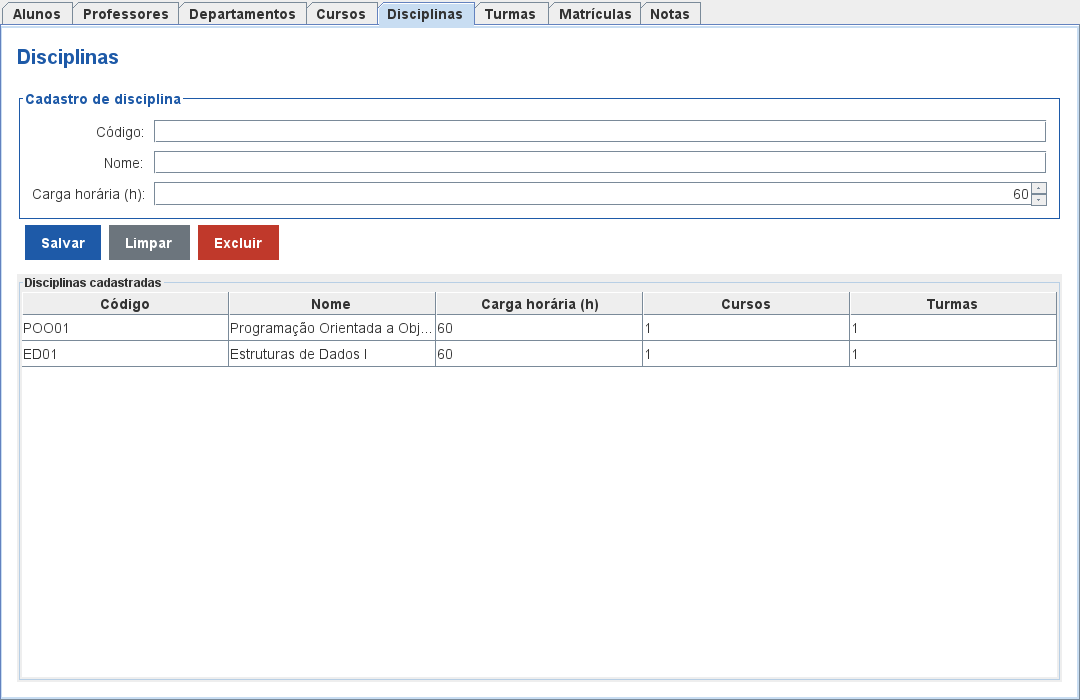 Alunos Professores Departamentos Cursos Disciplinas Turmas Matrículas Notas
Disciplinas
Cadastro de disciplina
Código:
Nome:
Carga horária (h): 60
Salvar Limpar Excluir
Disciplinas cadastradas
Código Nome Carga horária (h) Cursos Turmas
POO01 Programação Orientada a Obj... 60 1 1
ED01 Estruturas de Dados I 60 1 1